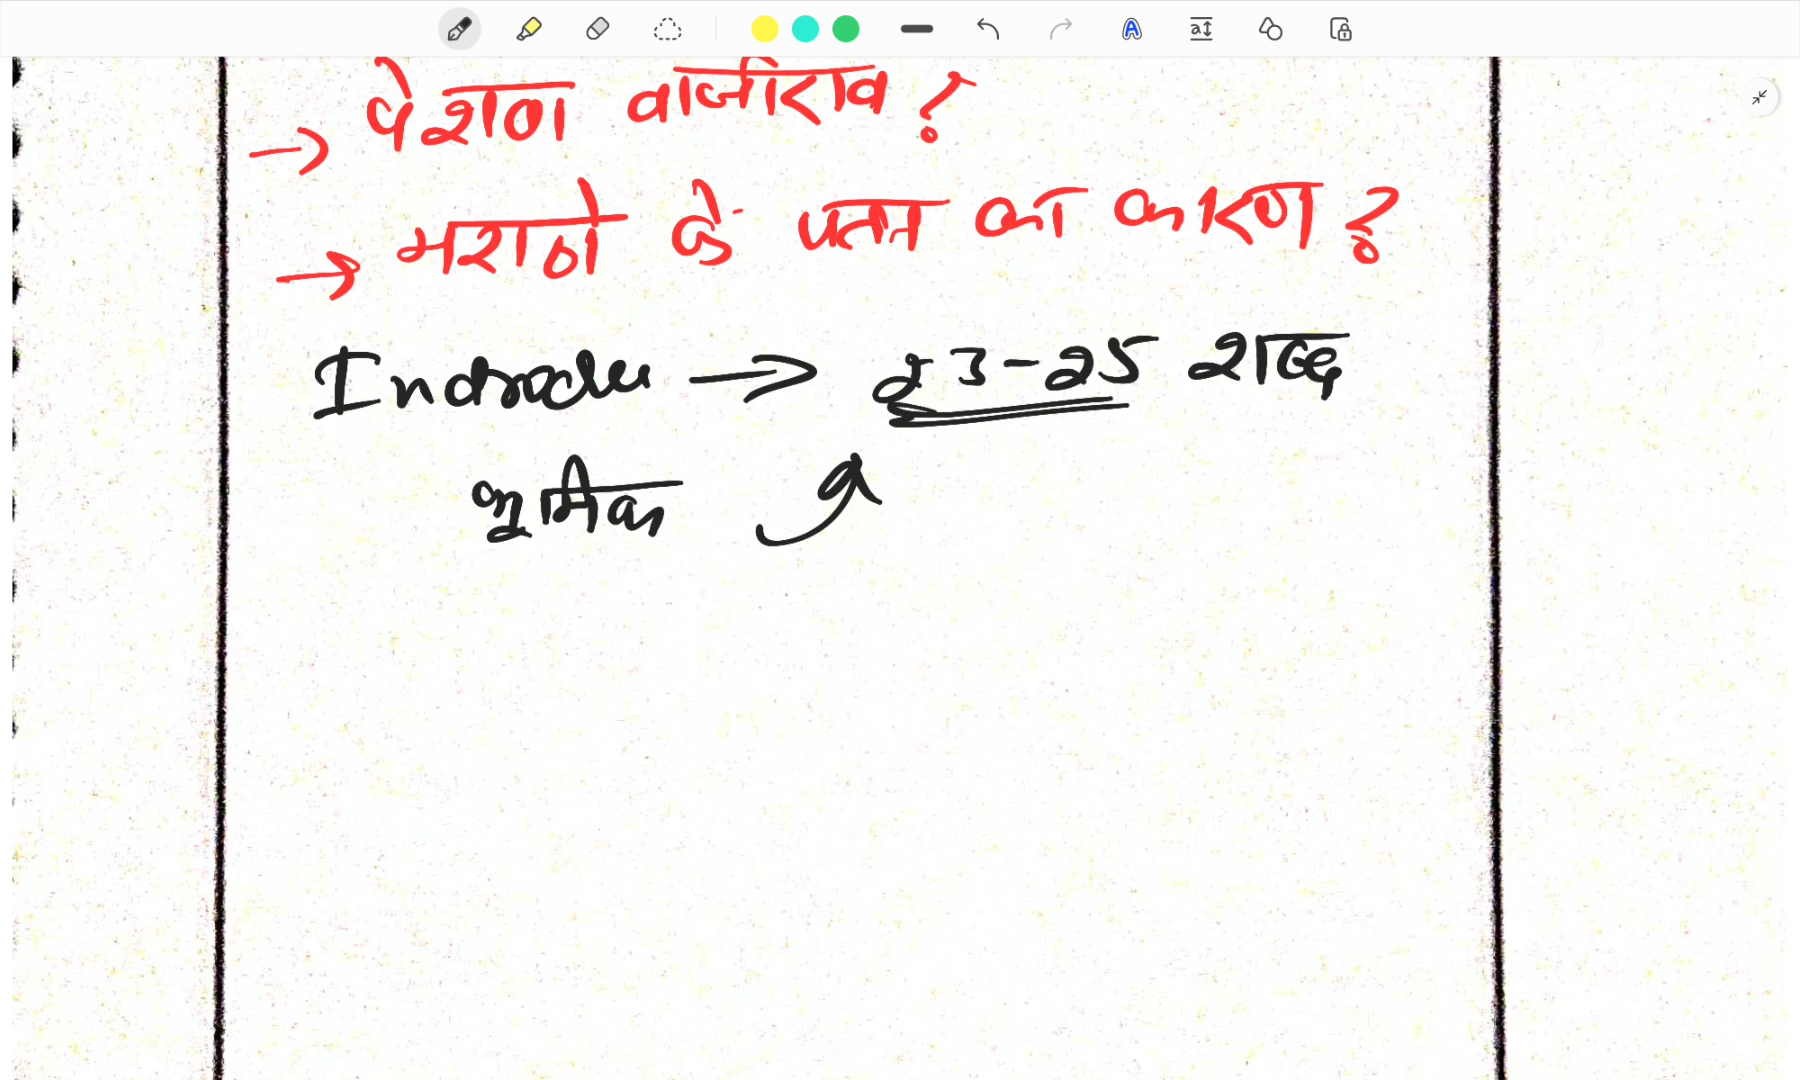 → पेशवा बाजीराव ?
→ मराठो के पतन का कारण ?
Introdu → 23-25 शब्द
भूमिका